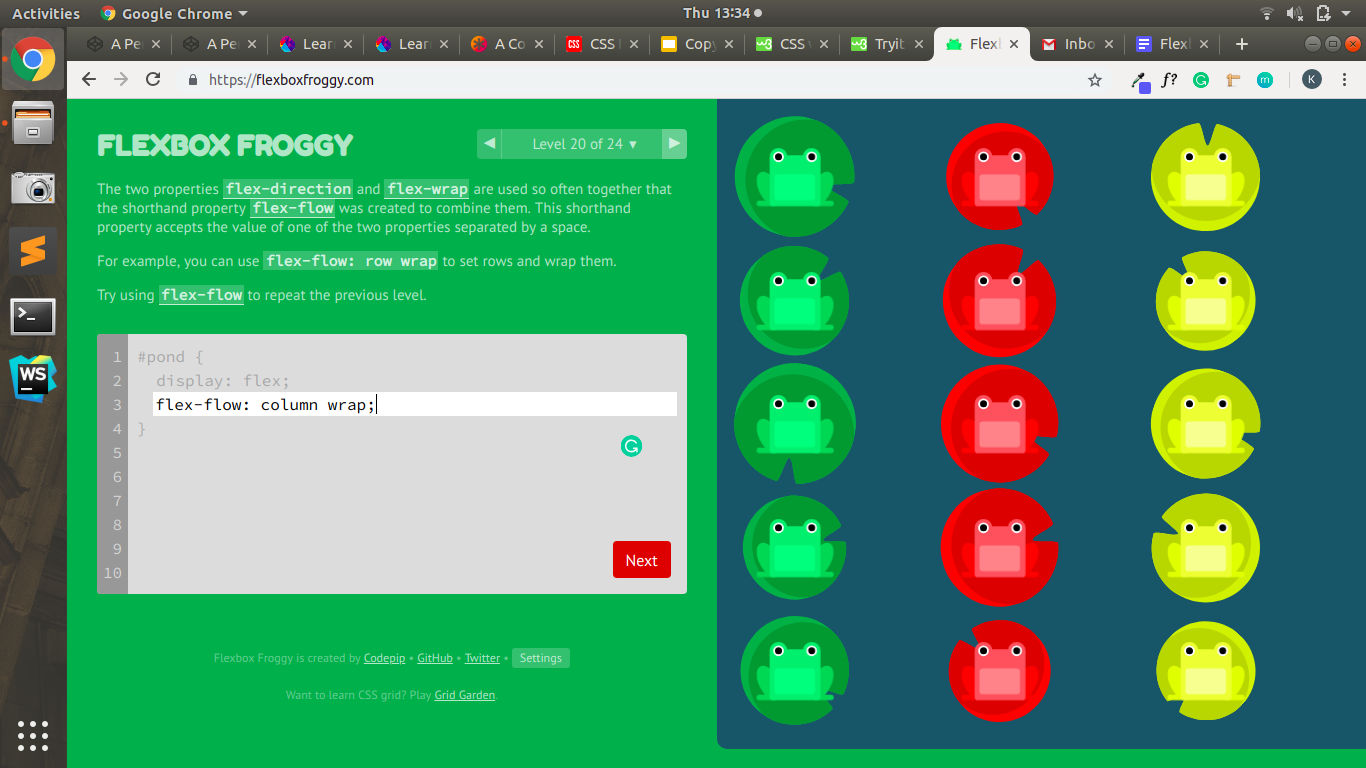 Activities
Google Chrome
Thu 13:34
A Pe
A Pe
Learn
Learn
A Co
CSS
CSS
Copy
CSS v
Tryit
Flexl
Inbo
Flexl
https://flexboxfroggy.com
f?
m
K
FLEXBOX FROGGY
Level 20 of 24
The two properties flex-direction and flex-wrap are used so often together that
the shorthand property flex-flow was created to combine them. This shorthand
property accepts the value of one of the two properties separated by a space.
For example, you can use flex-flow: row wrap to set rows and wrap them.
Try using flex-flow to repeat the previous level.
1 #pond {
2 display: flex;
3 flex-flow: column wrap;
4 }
5
6
7
8
9
10
Next
Flexbox Froggy is created by Codepip • GitHub • Twitter • Settings
Want to learn CSS grid? Play Grid Garden.
WS